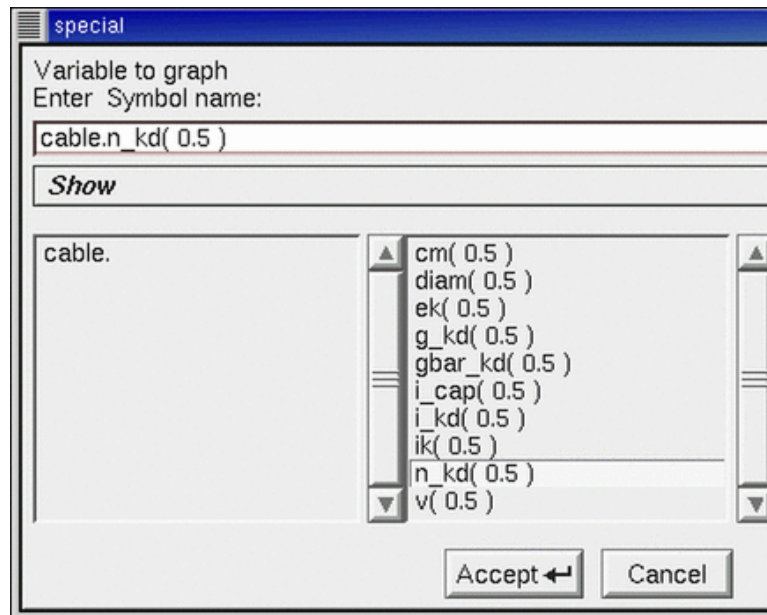 special
Variable to graph
Enter Symbol name:
cable.n_kd( 0.5 )
Show
cable.
cm( 0.5 )
diam( 0.5 )
ek( 0.5 )
g_kd( 0.5 )
gbar_kd( 0.5 )
i_cap( 0.5 )
i_kd( 0.5 )
ik( 0.5 )
n_kd( 0.5 )
v( 0.5 )
Accept
Cancel